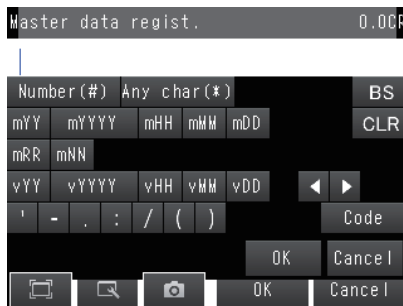 Master data regist. 0.0CR
Number(#) Any char(*) BS
mYY mYYYY mHH mMM mDD CLR
mRR mNN
vYY vYYYY vHH vMM vDD
' - . : / ( ) Code
OK Cancel
OK Cancel